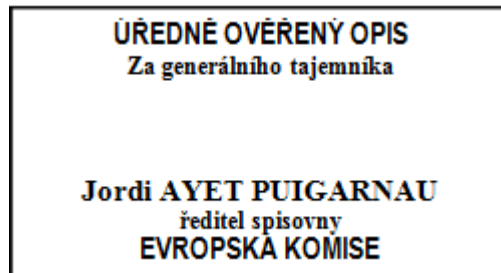 ÚŘEDNĚ OVĚŘENÝ OPIS
Za generálního tajemníka
Jordi AYET PUIGARNAU
ředitel spisovny
EVROPSKÁ KOMISE